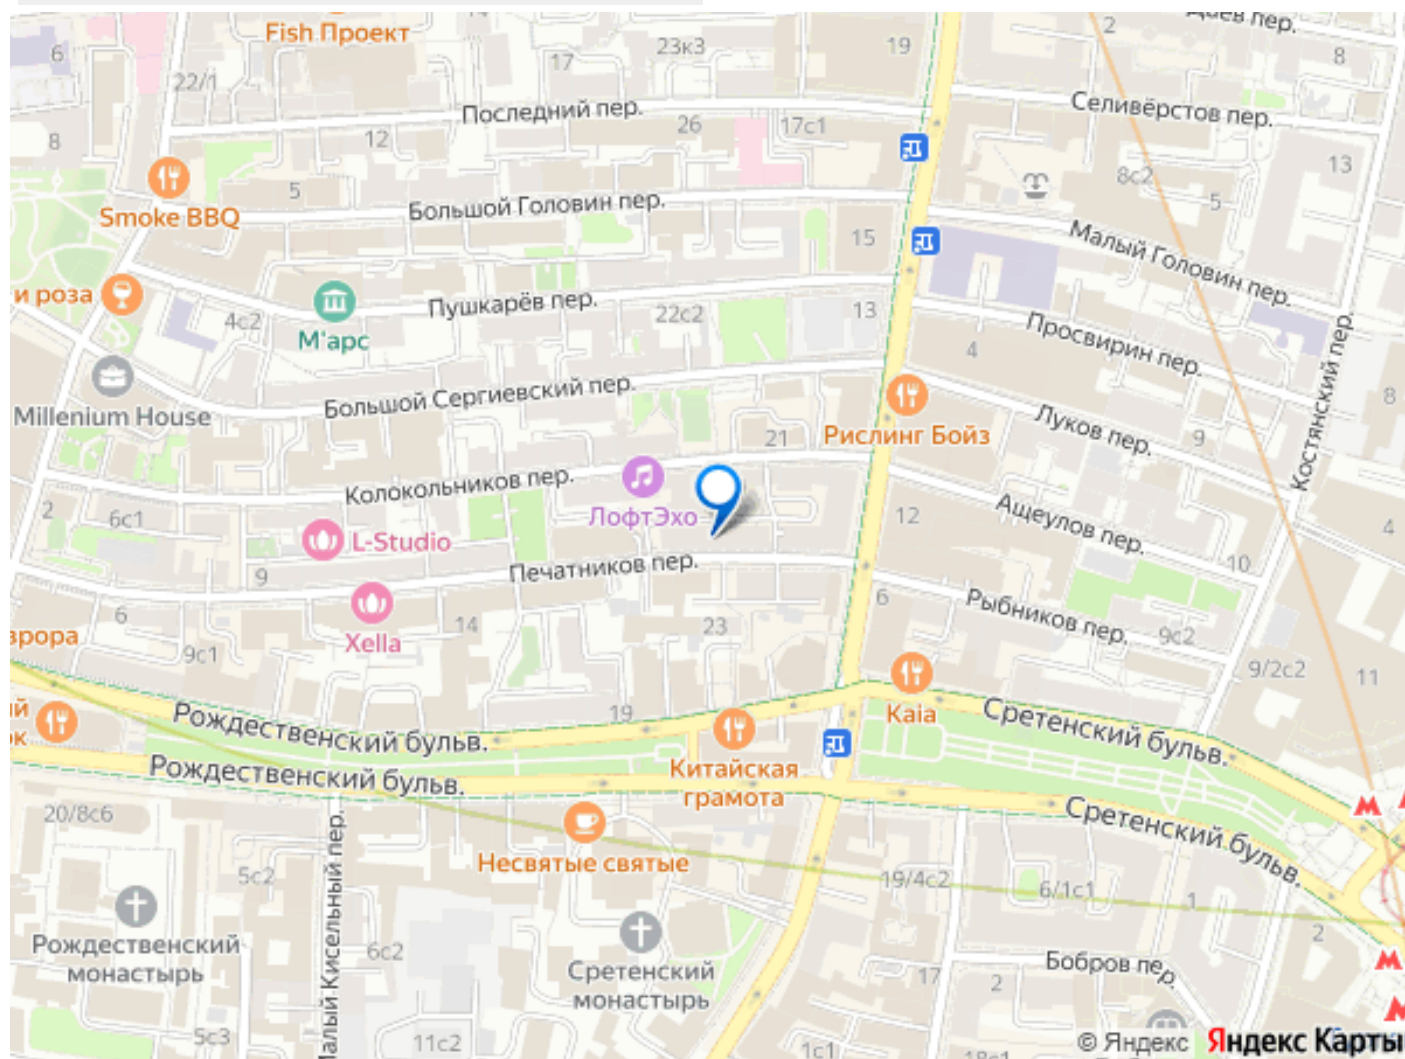 Fish Проект
23к3
19
2
Даев пер.
6
17
8
22/1
Последний пер.
Селивёрстов пер.
8
12
26
17с1
13
8с2
5
Smoke BBQ
5
Большой Головин пер.
15
Малый Головин пер.
и роза
4с2
М'арс
Пушкарёв пер.
22с2
13
Просвирин пер.
4
Millenium House
Большой Сергиевский пер.
Рислинг Бойз
8
Луков пер.
9
Костянский пер.
21
Колокольников пер.
ЛофтЭхо
2
6с1
L-Studio
12
Ащеулов пер.
4
10
9
Печатников пер.
6
Xella
14
23
6
Рыбников пер.
9с2
9с1
9/2с2
11
19
Kaia
Рождественский бульв.
Сретенский бульв.
Рождественский бульв.
Китайская
грамота
Сретенский бульв.
20/8с6
Малый Кисельный пер.
Несвятые святые
5с2
19/4с2
6/1с1
1
Рождественский
монастырь
6с2
Сретенский
монастырь
2
17
2
Бобров пер.
5с3
11с2
1с1
© Яндекс
Яндекс Карты